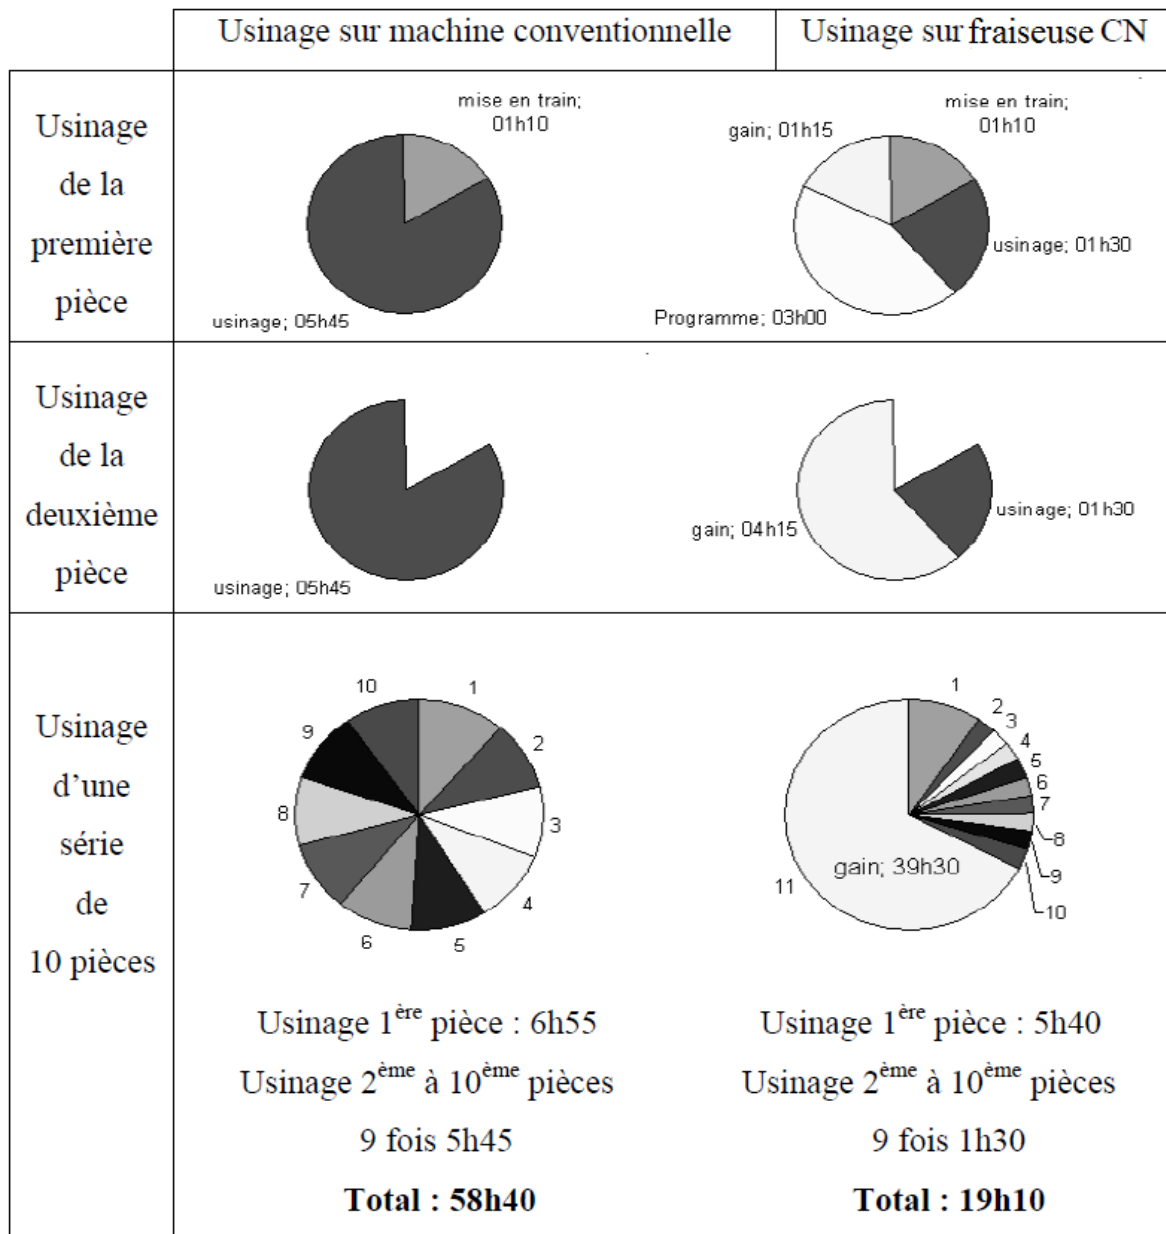 Usinage sur machine conventionnelle
Usinage sur fraiseuse CN
Usinage
de la
première
pièce
mise en train;
01h10
usinage; 05h45
gain; 01h15
mise en train;
01h10
usinage; 01h30
Programme; 03h00
Usinage
de la
deuxième
pièce
usinage; 05h45
gain; 04h15
usinage; 01h30
Usinage
d'une
série
de
10 pièces
1
2
3
4
5
6
7
8
9
10
1
2
3
4
5
6
7
8
9
10
11
gain; 39h30
Usinage 1ère pièce : 6h55
Usinage 2ème à 10ème pièces
9 fois 5h45
Total : 58h40
Usinage 1ère pièce : 5h40
Usinage 2ème à 10ème pièces
9 fois 1h30
Total : 19h10